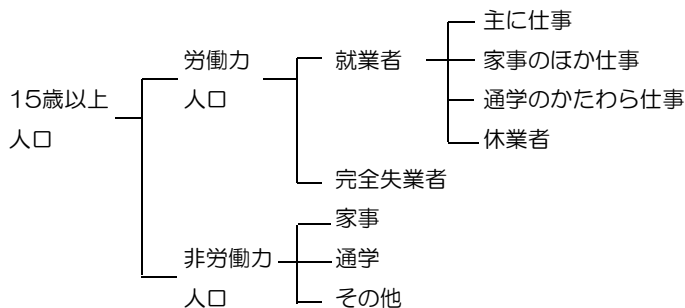 15歳以上
人口
労働力
人口
就業者
主に仕事
家事のほか仕事
通学のかたわら仕事
休業者
完全失業者
非労働力
人口
家事
通学
その他